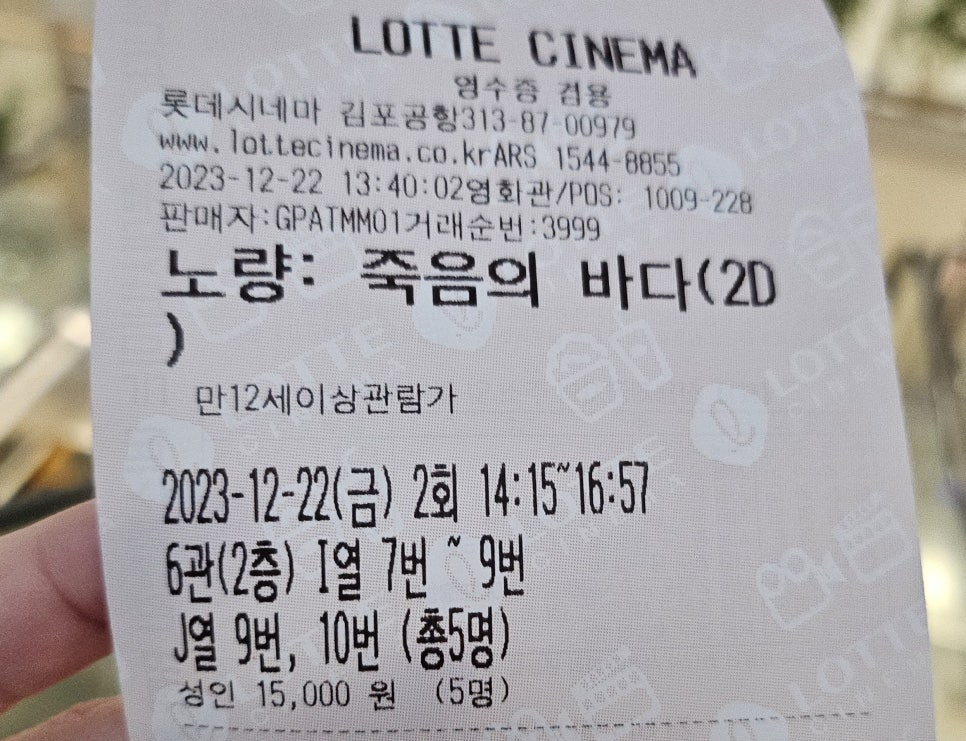 LOTTE CINEMA
영수증 겸용
롯데시네마 김포공항313-87-00979
www.lottecinema.co.krARS 1544-8855
2023-12-22 13:40:02영화관/POS: 1009-228
판매자:GPATMM01거래순번:3999
노량: 죽음의 바다(2D
)
만12세이상관람가
2023-12-22(금) 2회 14:15~16:57
6관(2층) I열 7번 ~ 9번
J열 9번, 10번 (총5명)
성인 15,000 원 (5명)